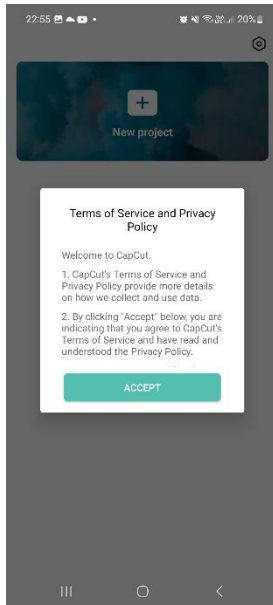 22:55
20%
New project
Terms of Service and Privacy
Policy
Welcome to CapCut.
1. CapCut's Terms of Service and
Privacy Policy provide more details
on how we collect and use data.
2. By clicking "Accept" below, you are
indicating that you agree to CapCut's
Terms of Service and have read and
understood the Privacy Policy.
ACCEPT